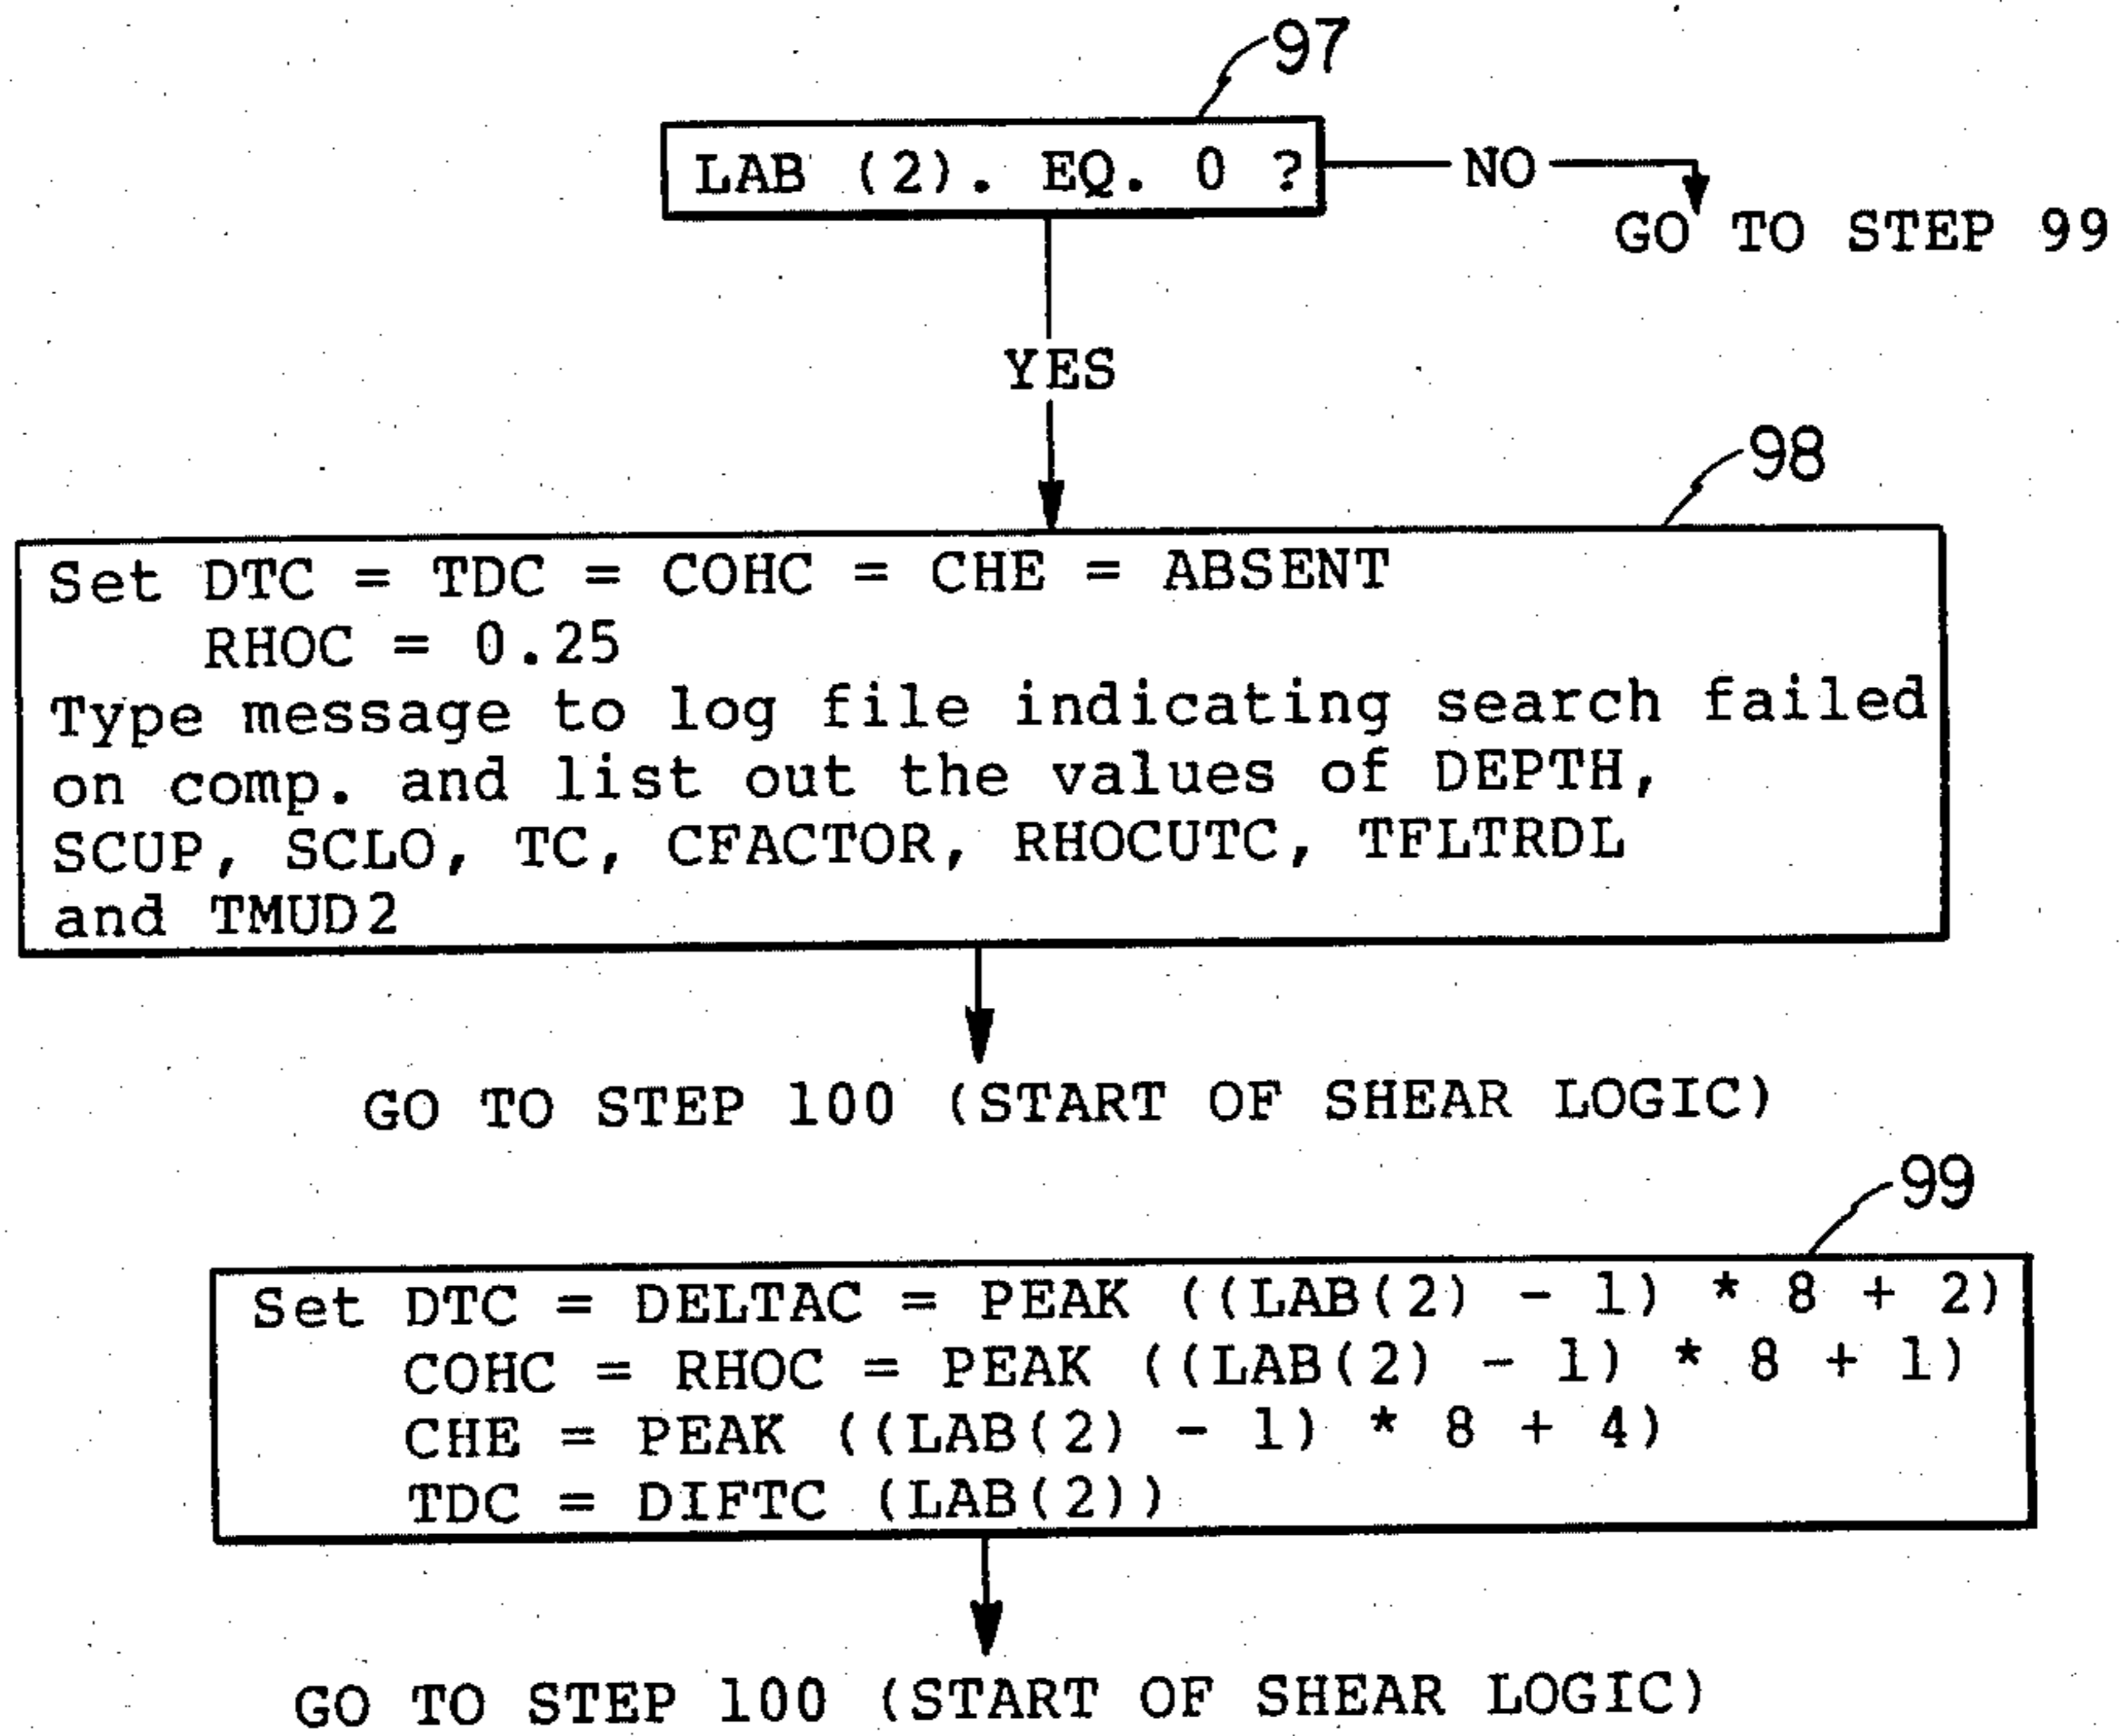 97
LAB (2). EQ. 0 ?
NO
GO TO STEP 99
YES
98
Set DTC = TDC = COHC = CHE = ABSENT
RHOC = 0.25
Type message to log file indicating search failed
on comp. and list out the values of DEPTH,
SCUP, SCLO, TC, CFACTOR, RHOCUTC, TFLTRDL
and TMUD2
GO TO STEP 100 (START OF SHEAR LOGIC)
99
Set DTC = DELTAC = PEAK ((LAB(2) - 1) * 8 + 2)
COHC = RHOC = PEAK ((LAB(2) - 1) * 8 + 1)
CHE = PEAK ((LAB(2) - 1) * 8 + 4)
TDC = DIFTC (LAB(2))
GO TO STEP 100 (START OF SHEAR LOGIC)